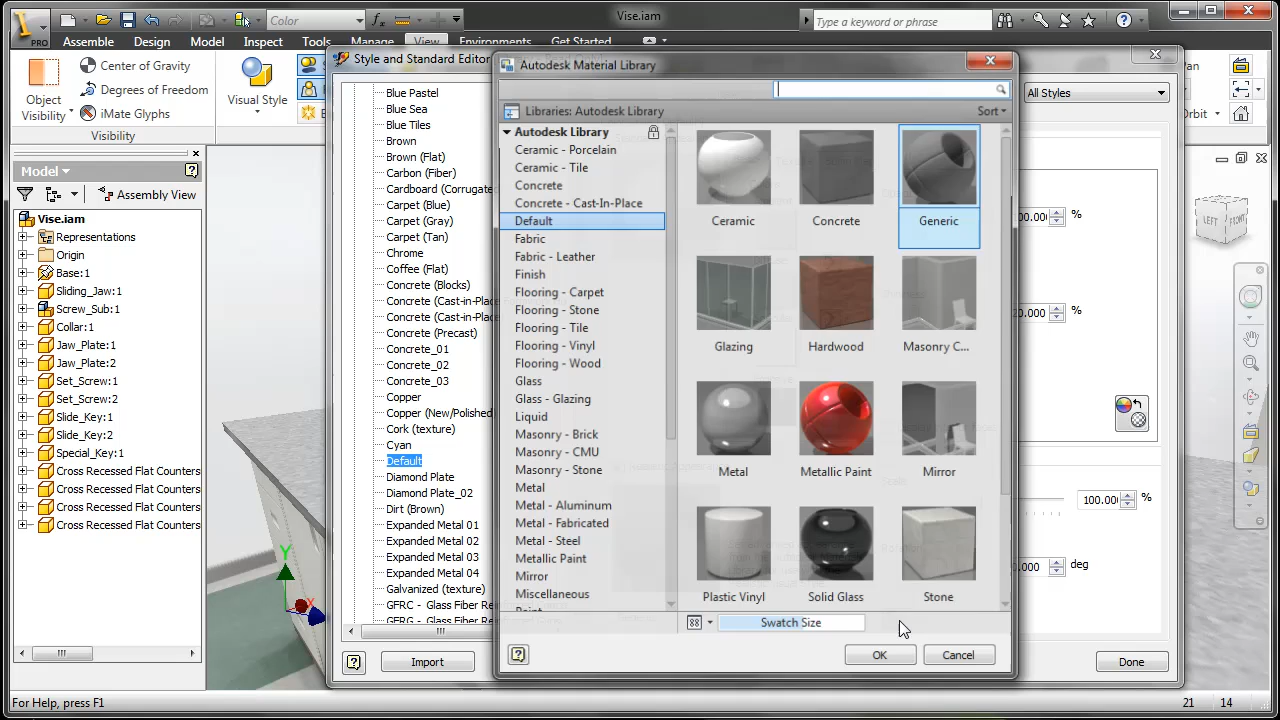 Vise.iam
PRO
Color
Type a keyword or phrase
Assemble
Design
Model
Inspect
Tools
Manage
View
Environments
Get Started
Center of Gravity
Degrees of Freedom
iMate Glyphs
Object
Visibility
Visual Style
Visibility
Pan
Orbit
Style and Standard Editor
All Styles
Model
Assembly View
Vise.iam
Representations
Origin
Base:1
Sliding_Jaw:1
Screw_Sub:1
Collar:1
Jaw_Plate:1
Jaw_Plate:2
Set_Screw:1
Set_Screw:2
Slide_Key:1
Slide_Key:2
Special_Key:1
Cross Recessed Flat Counters
Cross Recessed Flat Counters
Cross Recessed Flat Counters
Cross Recessed Flat Counters
Blue Pastel
Blue Sea
Blue Tiles
Brown
Brown (Flat)
Carbon (Fiber)
Cardboard (Corrugated
Carpet (Blue)
Carpet (Gray)
Carpet (Tan)
Chrome
Coffee (Flat)
Concrete (Blocks)
Concrete (Cast-in-Place
Concrete (Cast-in-Place
Concrete (Precast)
Concrete_01
Concrete_02
Concrete_03
Copper
Copper (New/Polished)
Cork (texture)
Cyan
Default
Diamond Plate
Diamond Plate_02
Dirt (Brown)
Expanded Metal 01
Expanded Metal 02
Expanded Metal 03
Expanded Metal 04
Galvanized (texture)
GFRC - Glass Fiber Rein
Import
Done
Autodesk Material Library
Libraries: Autodesk Library
Sort
Autodesk Library
Ceramic - Porcelain
Ceramic - Tile
Concrete
Concrete - Cast-In-Place
Default
Fabric
Fabric - Leather
Finish
Flooring - Carpet
Flooring - Stone
Flooring - Tile
Flooring - Vinyl
Flooring - Wood
Glass
Glass - Glazing
Liquid
Masonry - Brick
Masonry - CMU
Masonry - Stone
Metal
Metal - Aluminum
Metal - Fabricated
Metal - Steel
Metallic Paint
Mirror
Miscellaneous
Paint
Ceramic
Concrete
Generic
Glazing
Hardwood
Masonry C...
Metal
Metallic Paint
Mirror
Plastic Vinyl
Solid Glass
Stone
Swatch Size
OK
Cancel
%
%
100.00
%
deg
LEFT
FRONT
Y
X
For Help, press F1
21
14